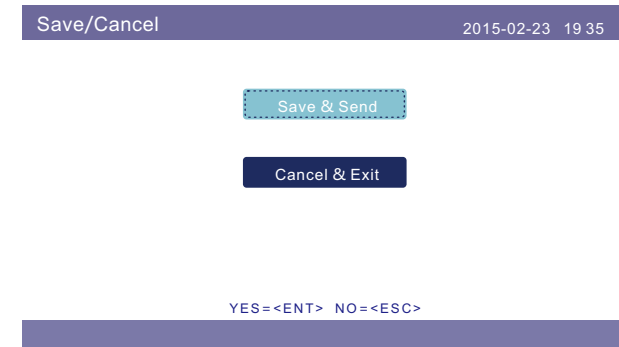 Save/Cancel 2015-02-23 19 35
Save & Send
Cancel & Exit
YES=<ENT> NO=<ESC>